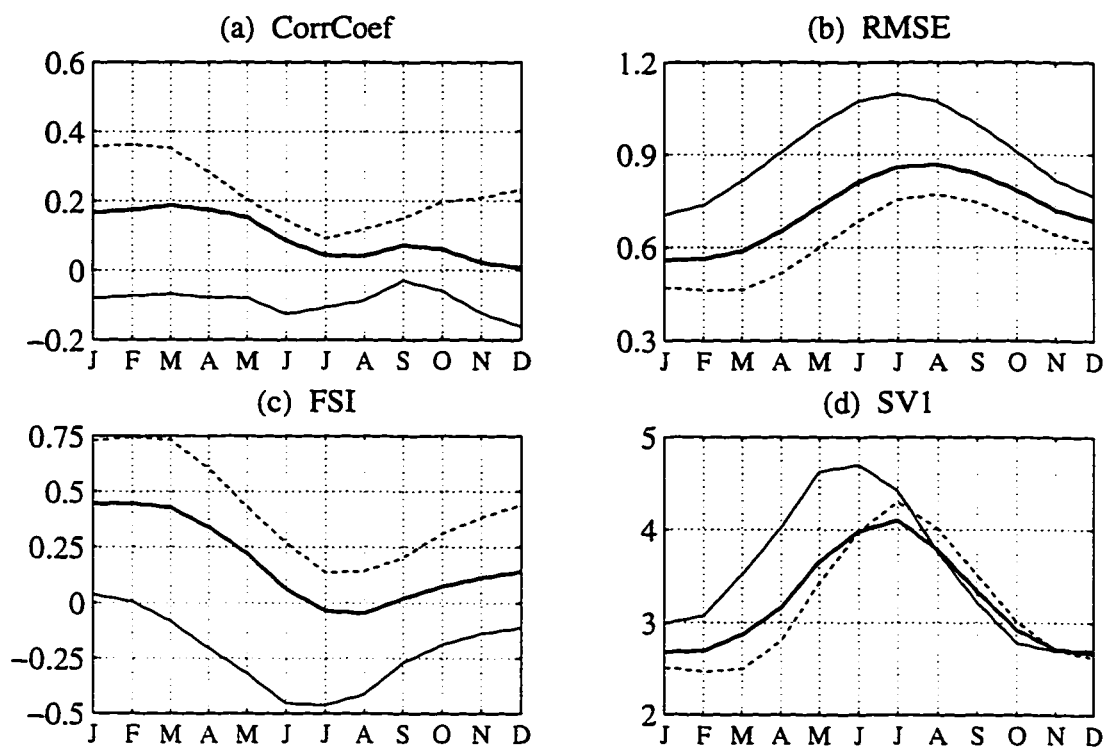 (a) CorrCoef
0.6
0.4
0.2
0
−0.2
J F M A M J J A S O N D
(b) RMSE
1.2
0.9
0.6
0.3
J F M A M J J A S O N D
(c) FSI
0.75
0.5
0.25
0
−0.25
−0.5
J F M A M J J A S O N D
(d) SV1
5
4
3
2
J F M A M J J A S O N D